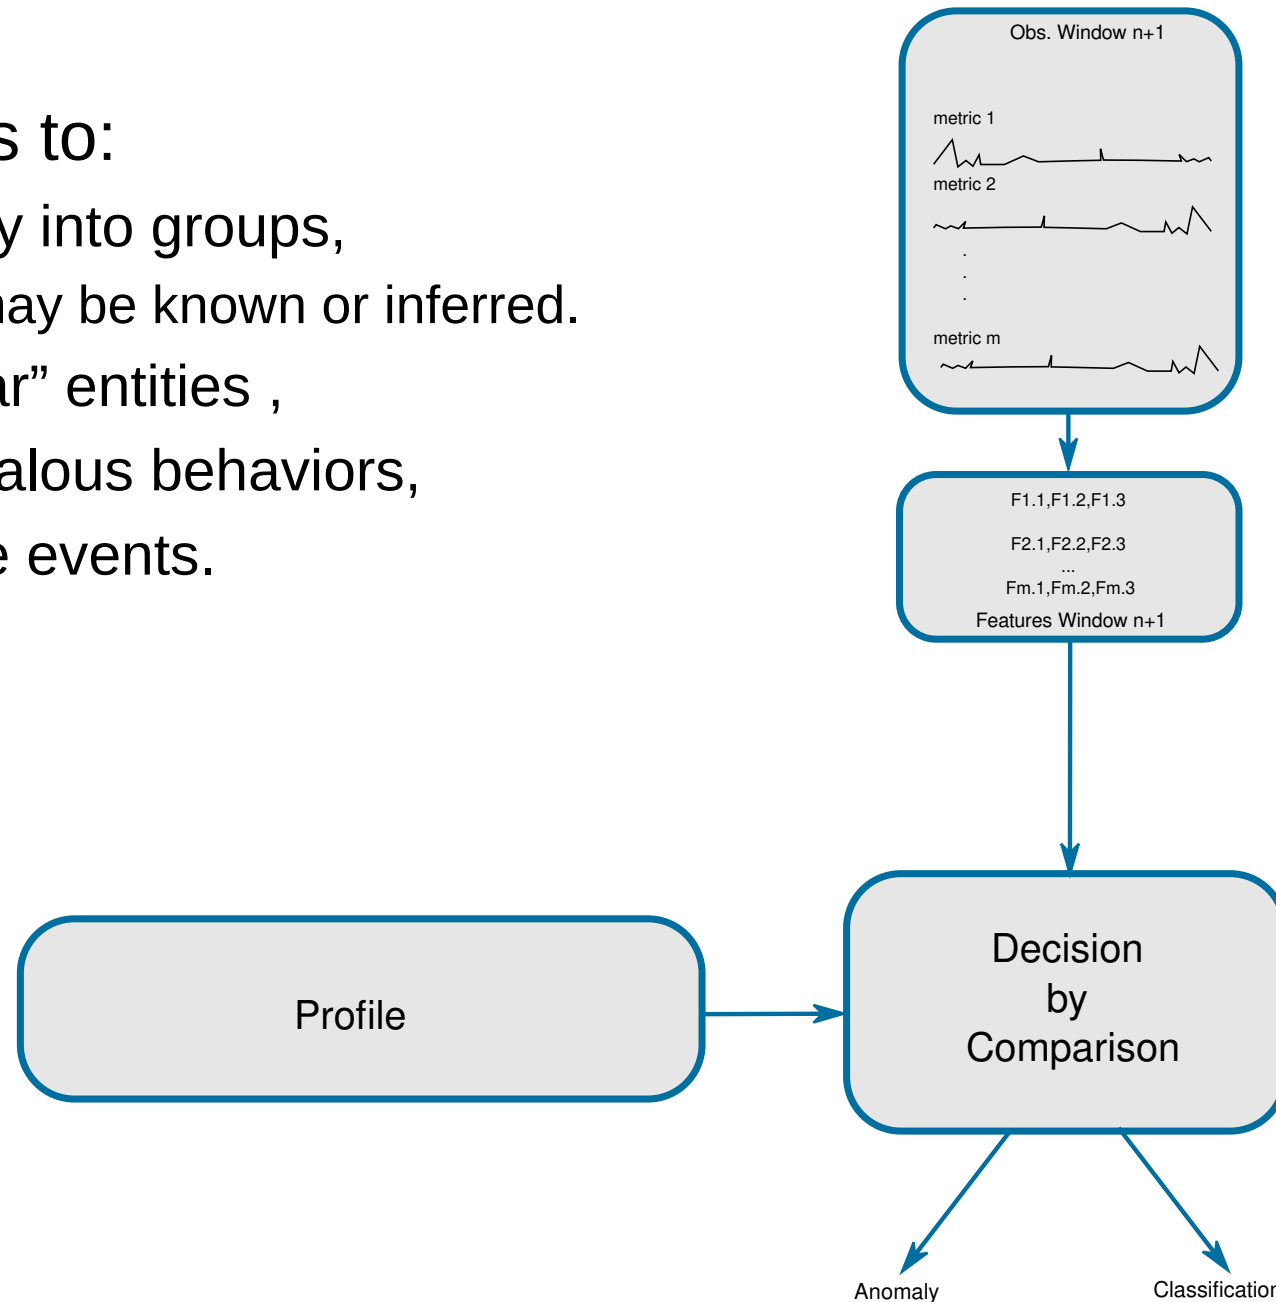 s to:
y into groups,
may be known or inferred.
ar” entities ,
alous behaviors,
e events.
Obs. Window n+1
metric 1
metric 2
.
.
.
metric m
F1.1,F1.2,F1.3
F2.1,F2.2,F2.3
...
Fm.1,Fm.2,Fm.3
Features Window n+1
Profile
Decision
by
Comparison
Anomaly
Classification